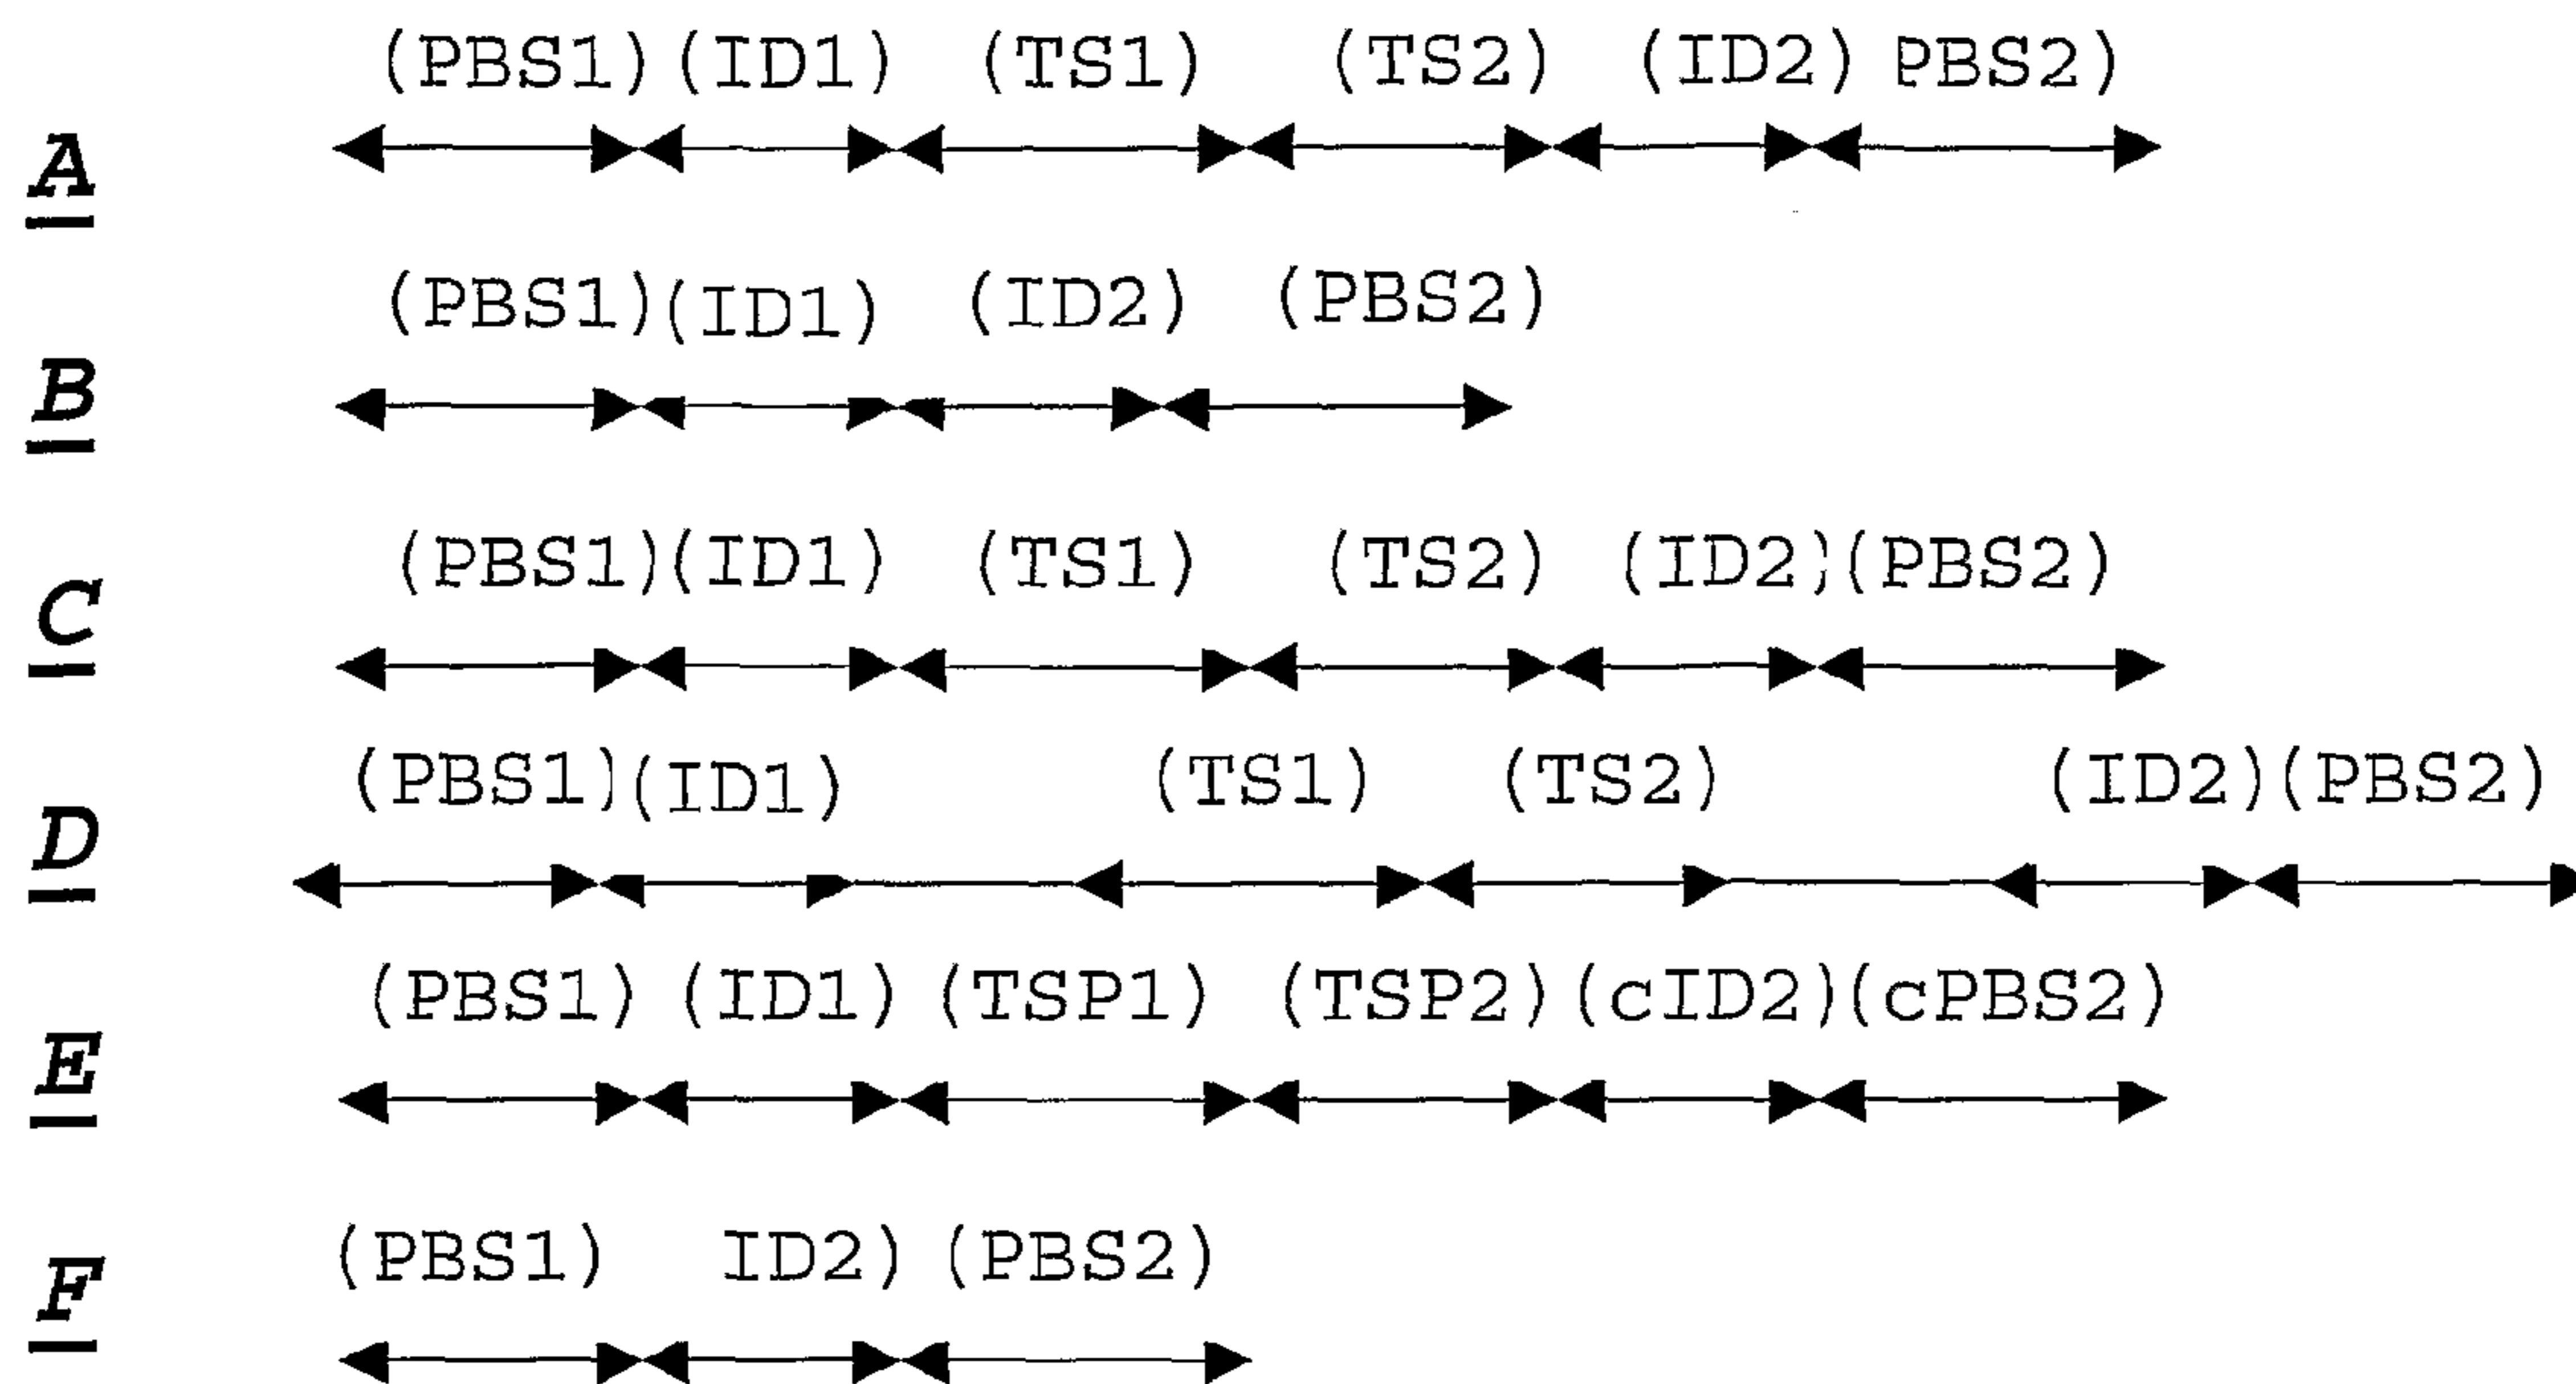 (PBS1) (ID1) (TS1) (TS2) (ID2) PBS2)
A
(PBS1) (ID1) (ID2) (PBS2)
B
(PBS1) (ID1) (TS1) (TS2) (ID2) (PBS2)
C
(PBS1) (ID1) (TS1) (TS2) (ID2) (PBS2)
D
(PBS1) (ID1) (TSP1) (TSP2) (cID2) (cPBS2)
E
(PBS1) ID2) (PBS2)
F